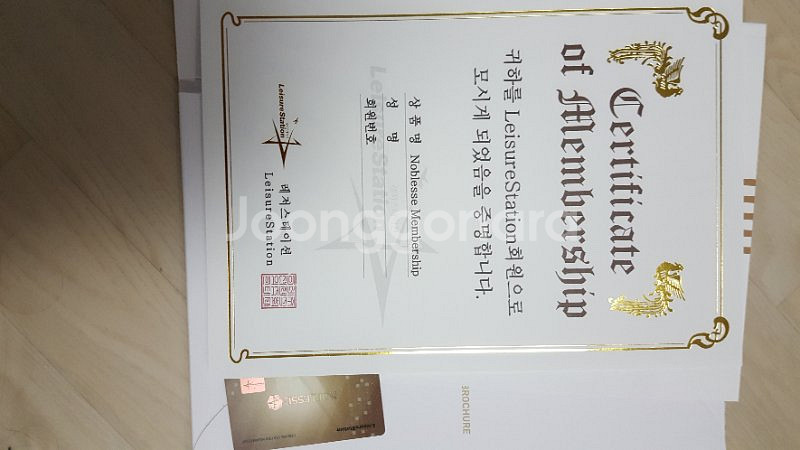 Certificate
of Membership
귀하를 LeisureStation회원으로
모시게 되었음을 증명합니다.
상 품 명 Noblesse Membership
성 명
회원번호
LeisureStation
레저스테이션
LeisureStation
Joonggonara
BROCHURE
LeisureStation